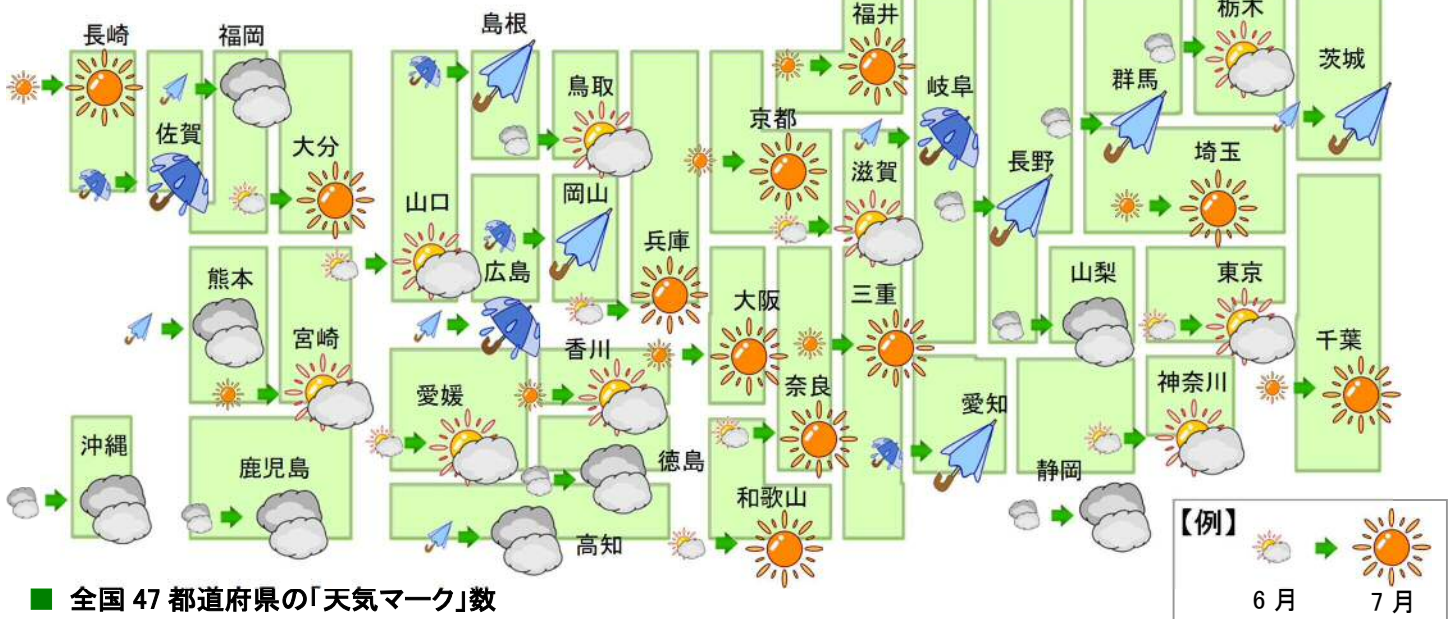 福井
栃木
島根
長崎
福岡
茨城
鳥取
群馬
岐阜
京都
佐賀
大分
埼玉
長野
滋賀
岡山
山口
兵庫
熊本
広島
山梨
東京
大阪
三重
宮崎
千葉
香川
神奈川
奈良
愛媛
愛知
沖縄
鹿児島
徳島
静岡
和歌山
高知
【例】
6月 7月
■ 全国 47 都道府県の「天気マーク」数